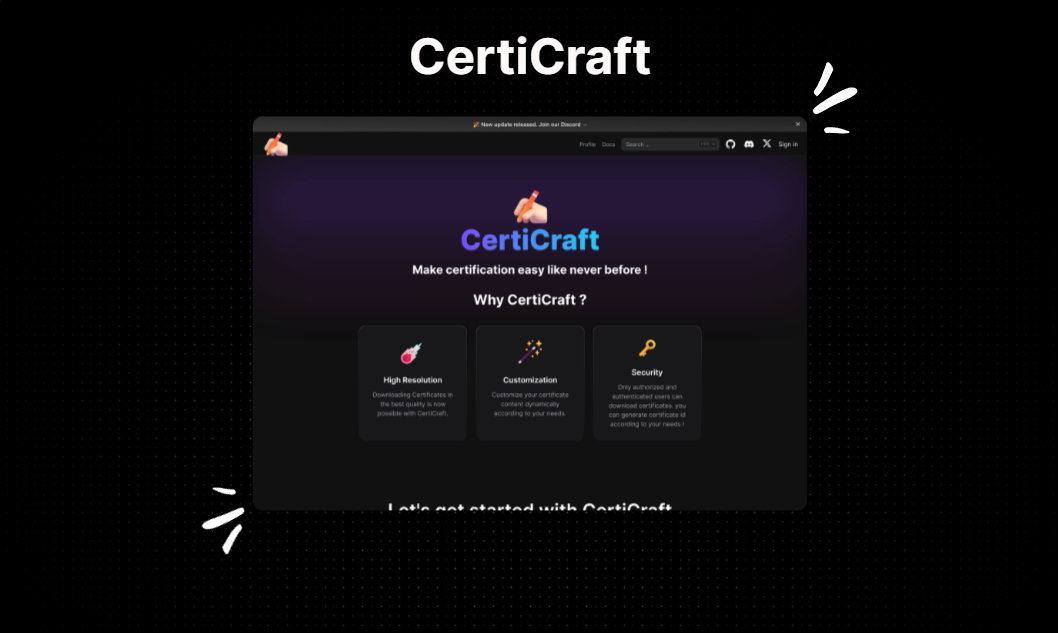 CertiCraft
🎉 New update released. Join our Discord →
Profile Docs Search... Sign in
CertiCraft
Make certification easy like never before !
Why CertiCraft ?
High Resolution
Downloading Certificates in
the best quality is now
possible with CertiCraft.
Customization
Customize your certificate
content dynamically
according to your needs.
Security
Only authorized and
authenticated users can
download certificates, you
can generate certificate id
according to your needs !
Let's get started with CertiCraft